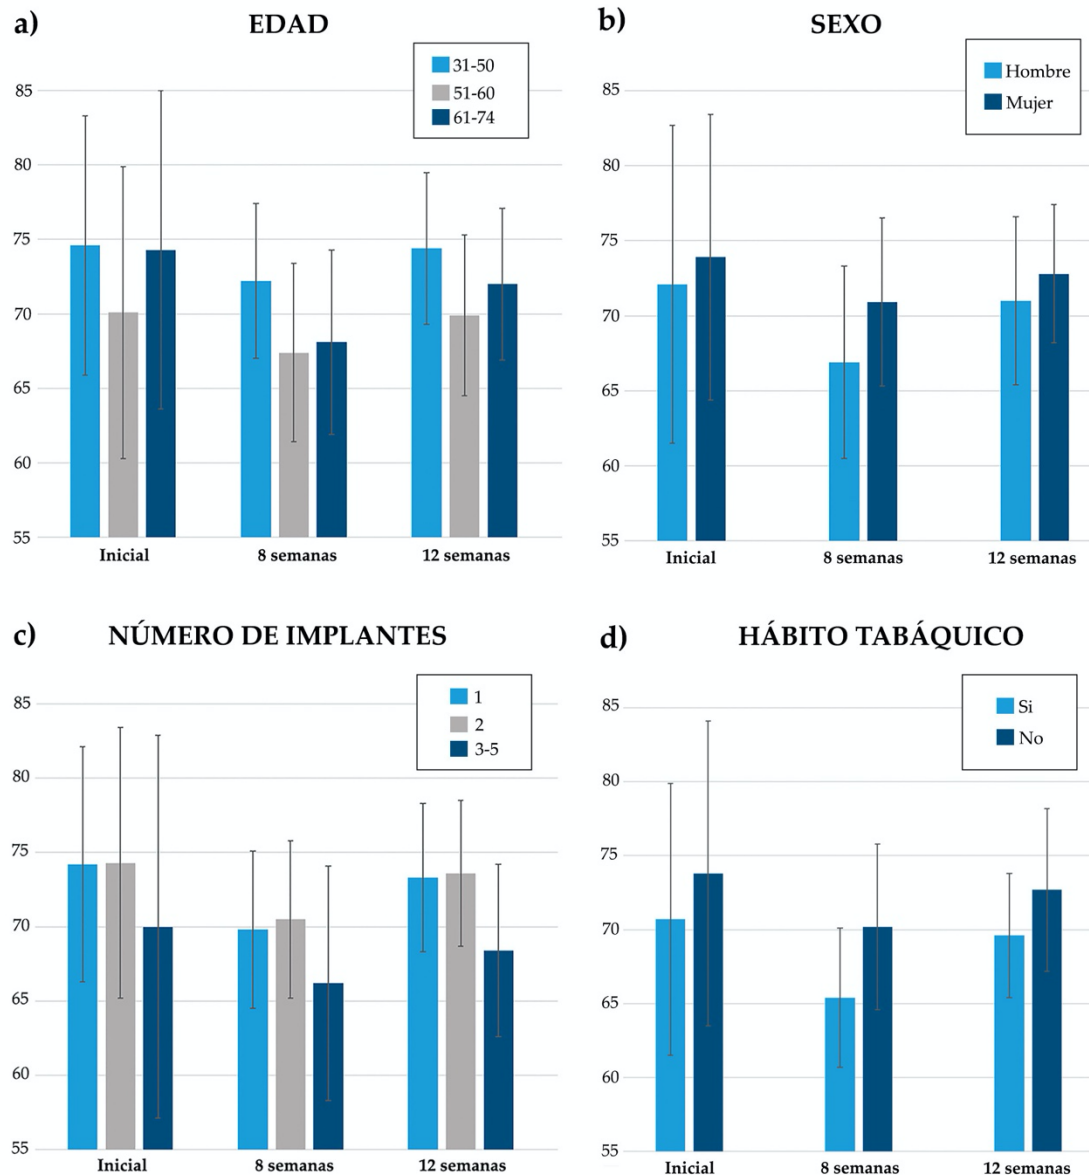 a) EDAD
31-50
51-60
61-74
85
80
75
70
65
60
55
Inicial 8 semanas 12 semanas
b) SEXO
Hombre
Mujer
85
80
75
70
65
60
55
Inicial 8 semanas 12 semanas
c) NÚMERO DE IMPLANTES
1
2
3-5
85
80
75
70
65
60
55
Inicial 8 semanas 12 semanas
d) HÁBITO TABÁQUICO
Si
No
85
80
75
70
65
60
55
Inicial 8 semanas 12 semanas